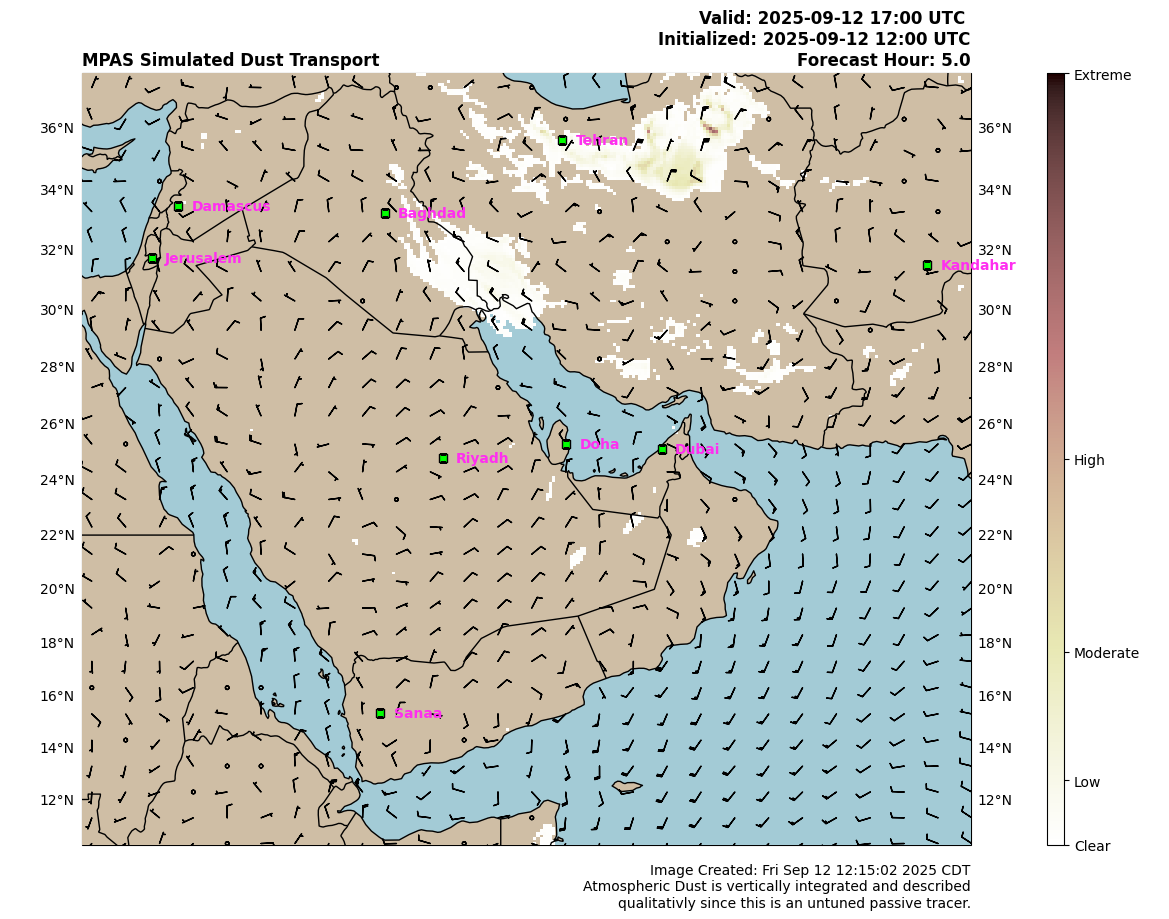 Valid: 2025-09-12 17:00 UTC
Initialized: 2025-09-12 12:00 UTC
MPAS Simulated Dust Transport Forecast Hour: 5.0
Extreme
36°N Tehran 36°N
34°N Damascus Baghdad 34°N
32°N Jerusalem 32°N Kandahar
30°N 30°N
28°N 28°N
26°N Doha Dubai 26°N
High
24°N Riyadh 24°N
22°N 22°N
20°N 20°N
18°N 18°N
Moderate
16°N Sanaa 16°N
14°N 14°N
Low
12°N 12°N
Clear
Image Created: Fri Sep 12 12:15:02 2025 CDT
Atmospheric Dust is vertically integrated and described
qualitativly since this is an untuned passive tracer.